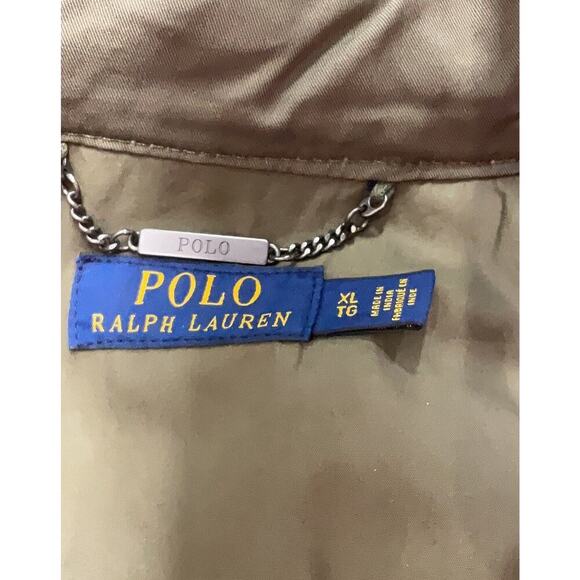 POLO
POLO
RALPH LAUREN
XL
TG
MADE IN
INDIA
FABRIQUÉ EN
INDE